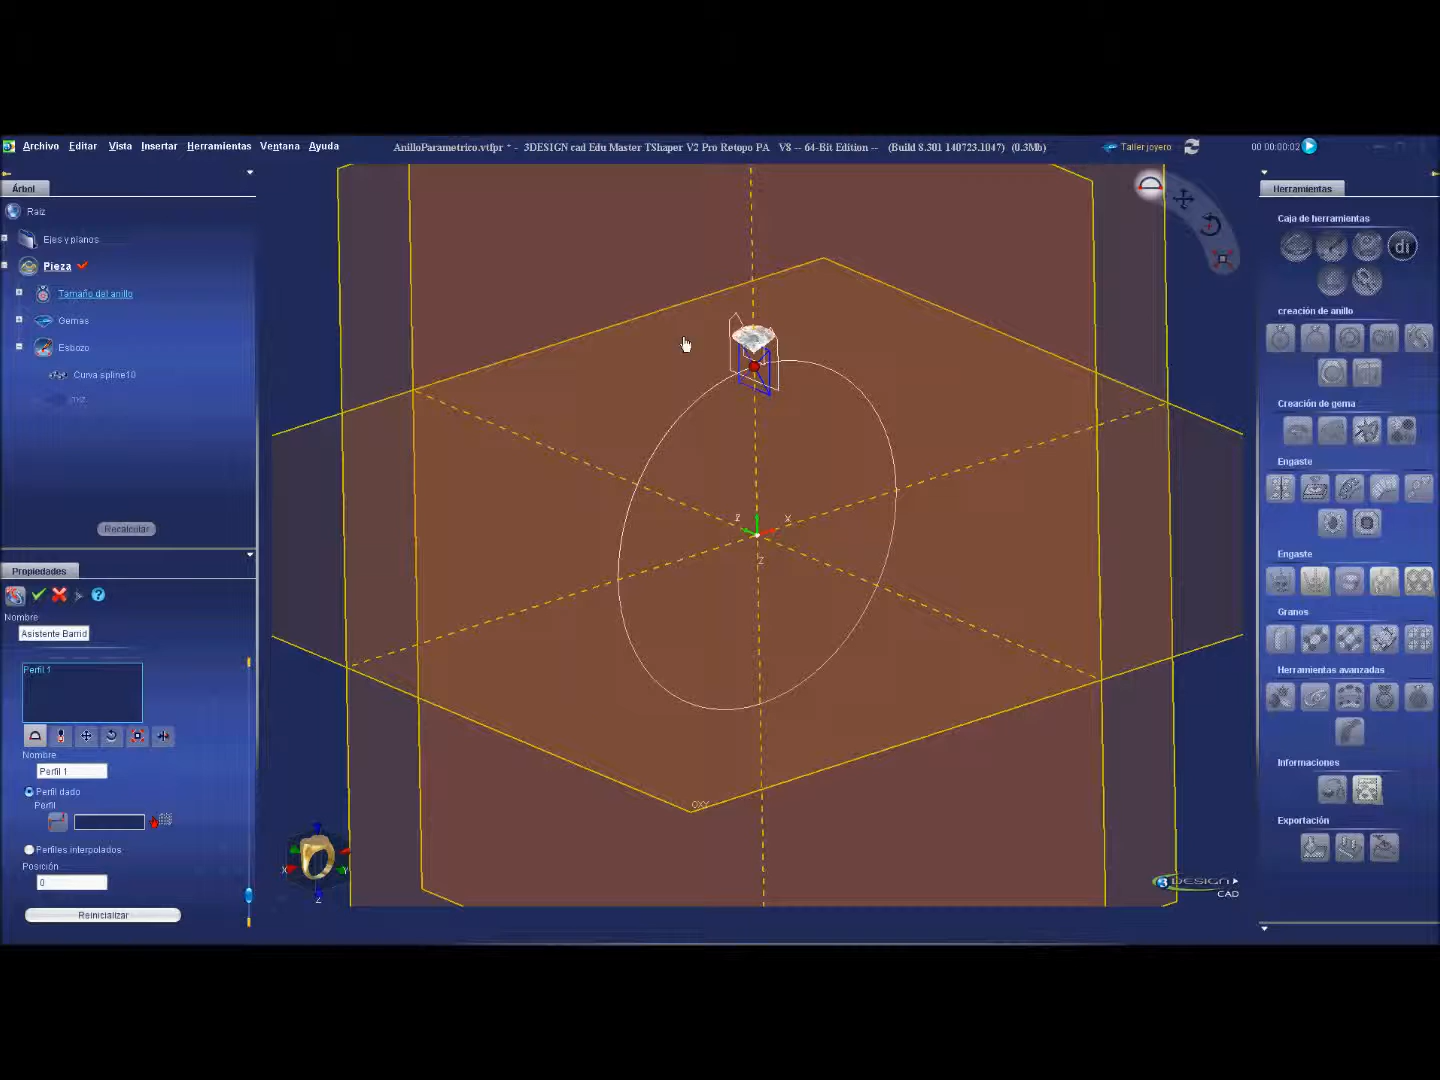 Archivo Editar Vista Insertar Herramientas Ventana Ayuda
AnilloParametrico.vtfpr * - 3DESIGN cad Edu Master TShaper V2 Pro Retopo PA V8 -- 64-Bit Edition -- (Build 8.301 140723.1047) (0.3Mb)
Taller joyero
00 00:00:02
Árbol
Raíz
Ejes y planos
Pieza
Tamaño del anillo
Gemas
Esbozo
Curva spline10
Recalcular
Propiedades
Nombre
Asistente Barrid
Perfil 1
Nombre
Perfil 1
Perfil dado
Perfil
Perfiles interpolados
Posición
0
Reinicializar
Z
X
Z
OXY
X
Y
Z
3DESIGN
CAD
Herramientas
Caja de herramientas
di
creación de anillo
Creación de gema
Engaste
Engaste
Granos
Herramientas avanzadas
Informaciones
Exportación